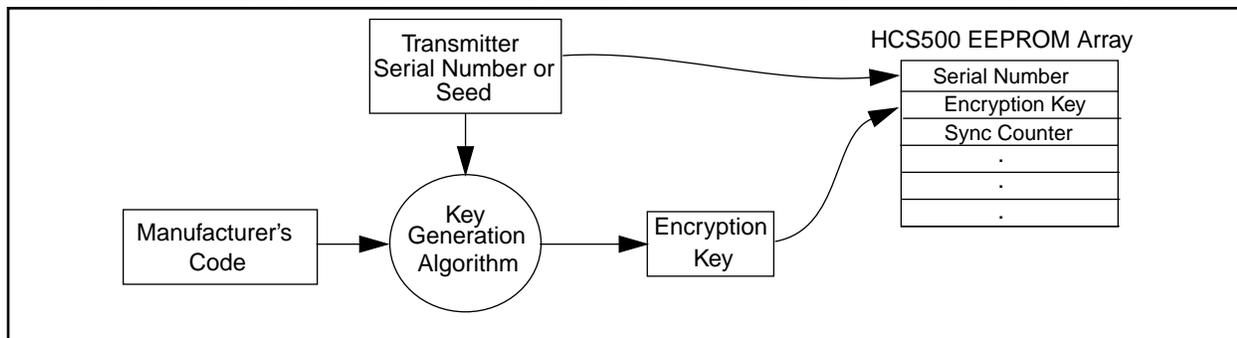 Transmitter
Serial Number or
Seed
HCS500 EEPROM Array
Serial Number
Encryption Key
Sync Counter
.
.
.
Manufacturer's
Code
Key
Generation
Algorithm
Encryption
Key